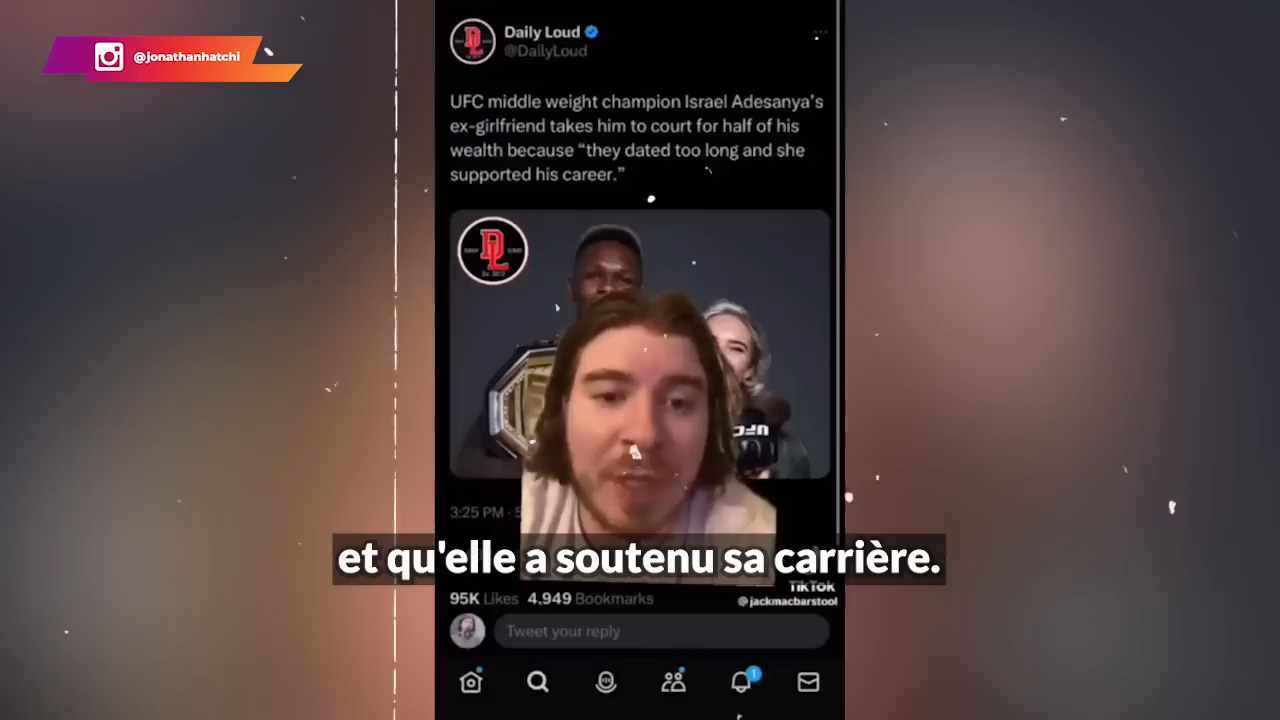 @jonathanhatchi
Daily Loud
@DailyLoud
UFC middle weight champion Israel Adesanya's
ex-girlfriend takes him to court for half of his
wealth because “they dated too long and she
supported his career.”
DL
3:25 PM
et qu'elle a soutenu sa carrière.
TikTok
@jackmacbarstool
95K Likes 4,949 Bookmarks
Tweet your reply
1